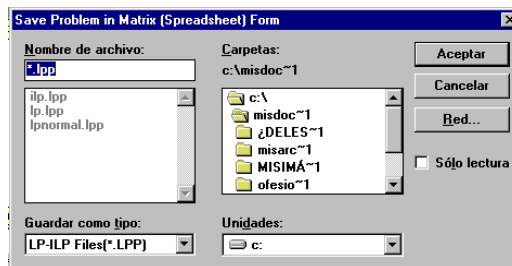 Save Problem in Matrix (Spreadsheet) Form
Nombre de archivo:
*.lpp
ilp.lpp
lp.lpp
lpnormal.lpp
Guardar como tipo:
LP-ILP Files(*.LPP)
Carpetas:
c:\misdoc~1
c:\
misdoc~1
¿DELES~1
misarc~1
MISIMÁ~1
ofesio~1
Unidades:
c:
Aceptar
Cancelar
Red...
Sólo lectura